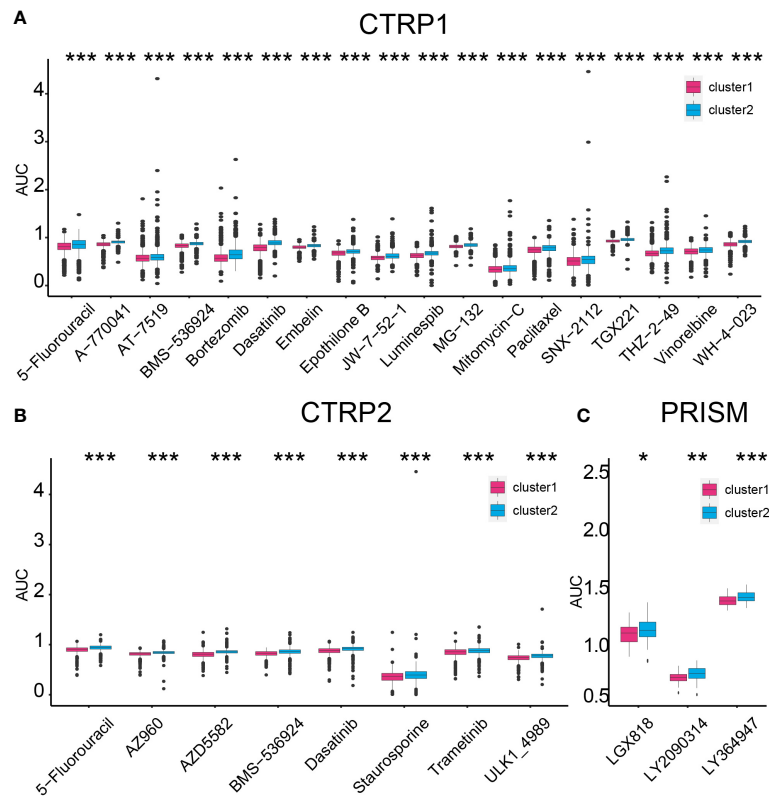 A
CTRP1
*** *** *** *** *** *** *** *** *** *** *** *** *** *** *** *** *** ***
cluster1
cluster2
AUC
4
3
2
1
0
5−Fluorouracil
A−770041
AT−7519
BMS−536924
Bortezomib
Dasatinib
Embelin
Epothilone B
JW−7−52−1
Luminespib
MG−132
Mitomycin−C
Paclitaxel
SNX−2112
TGX221
THZ−2−49
Vinorelbine
WH−4−023
B
CTRP2
*** *** *** *** *** *** *** ***
cluster1
cluster2
AUC
4
3
2
1
0
5−Fluorouracil
AZ960
AZD5582
BMS−536924
Dasatinib
Staurosporine
Trametinib
ULK1_4989
C
PRISM
* ** ***
cluster1
cluster2
AUC
2.5
2.0
1.5
1.0
0.5
LGX818
LY2090314
LY364947